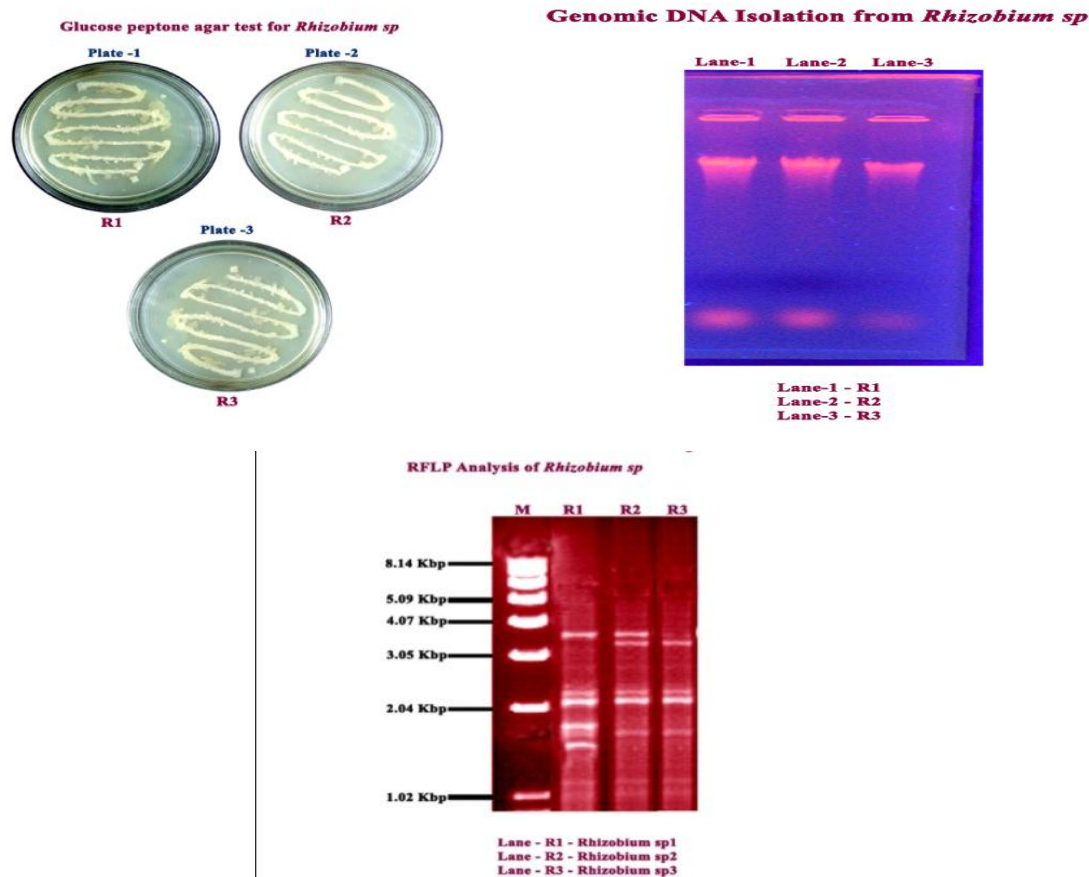 Glucose peptone agar test for Rhizobium sp
Plate -1
Plate -2
R1
R2
Plate -3
R3
Genomic DNA Isolation from Rhizobium sp
Lane-1 Lane-2 Lane-3
Lane-1 - R1
Lane-2 - R2
Lane-3 - R3
RFLP Analysis of Rhizobium sp
M R1 R2 R3
8.14 Kbp
5.09 Kbp
4.07 Kbp
3.05 Kbp
2.04 Kbp
1.02 Kbp
Lane - R1 - Rhizobium sp1
Lane - R2 - Rhizobium sp2
Lane - R3 - Rhizobium sp3